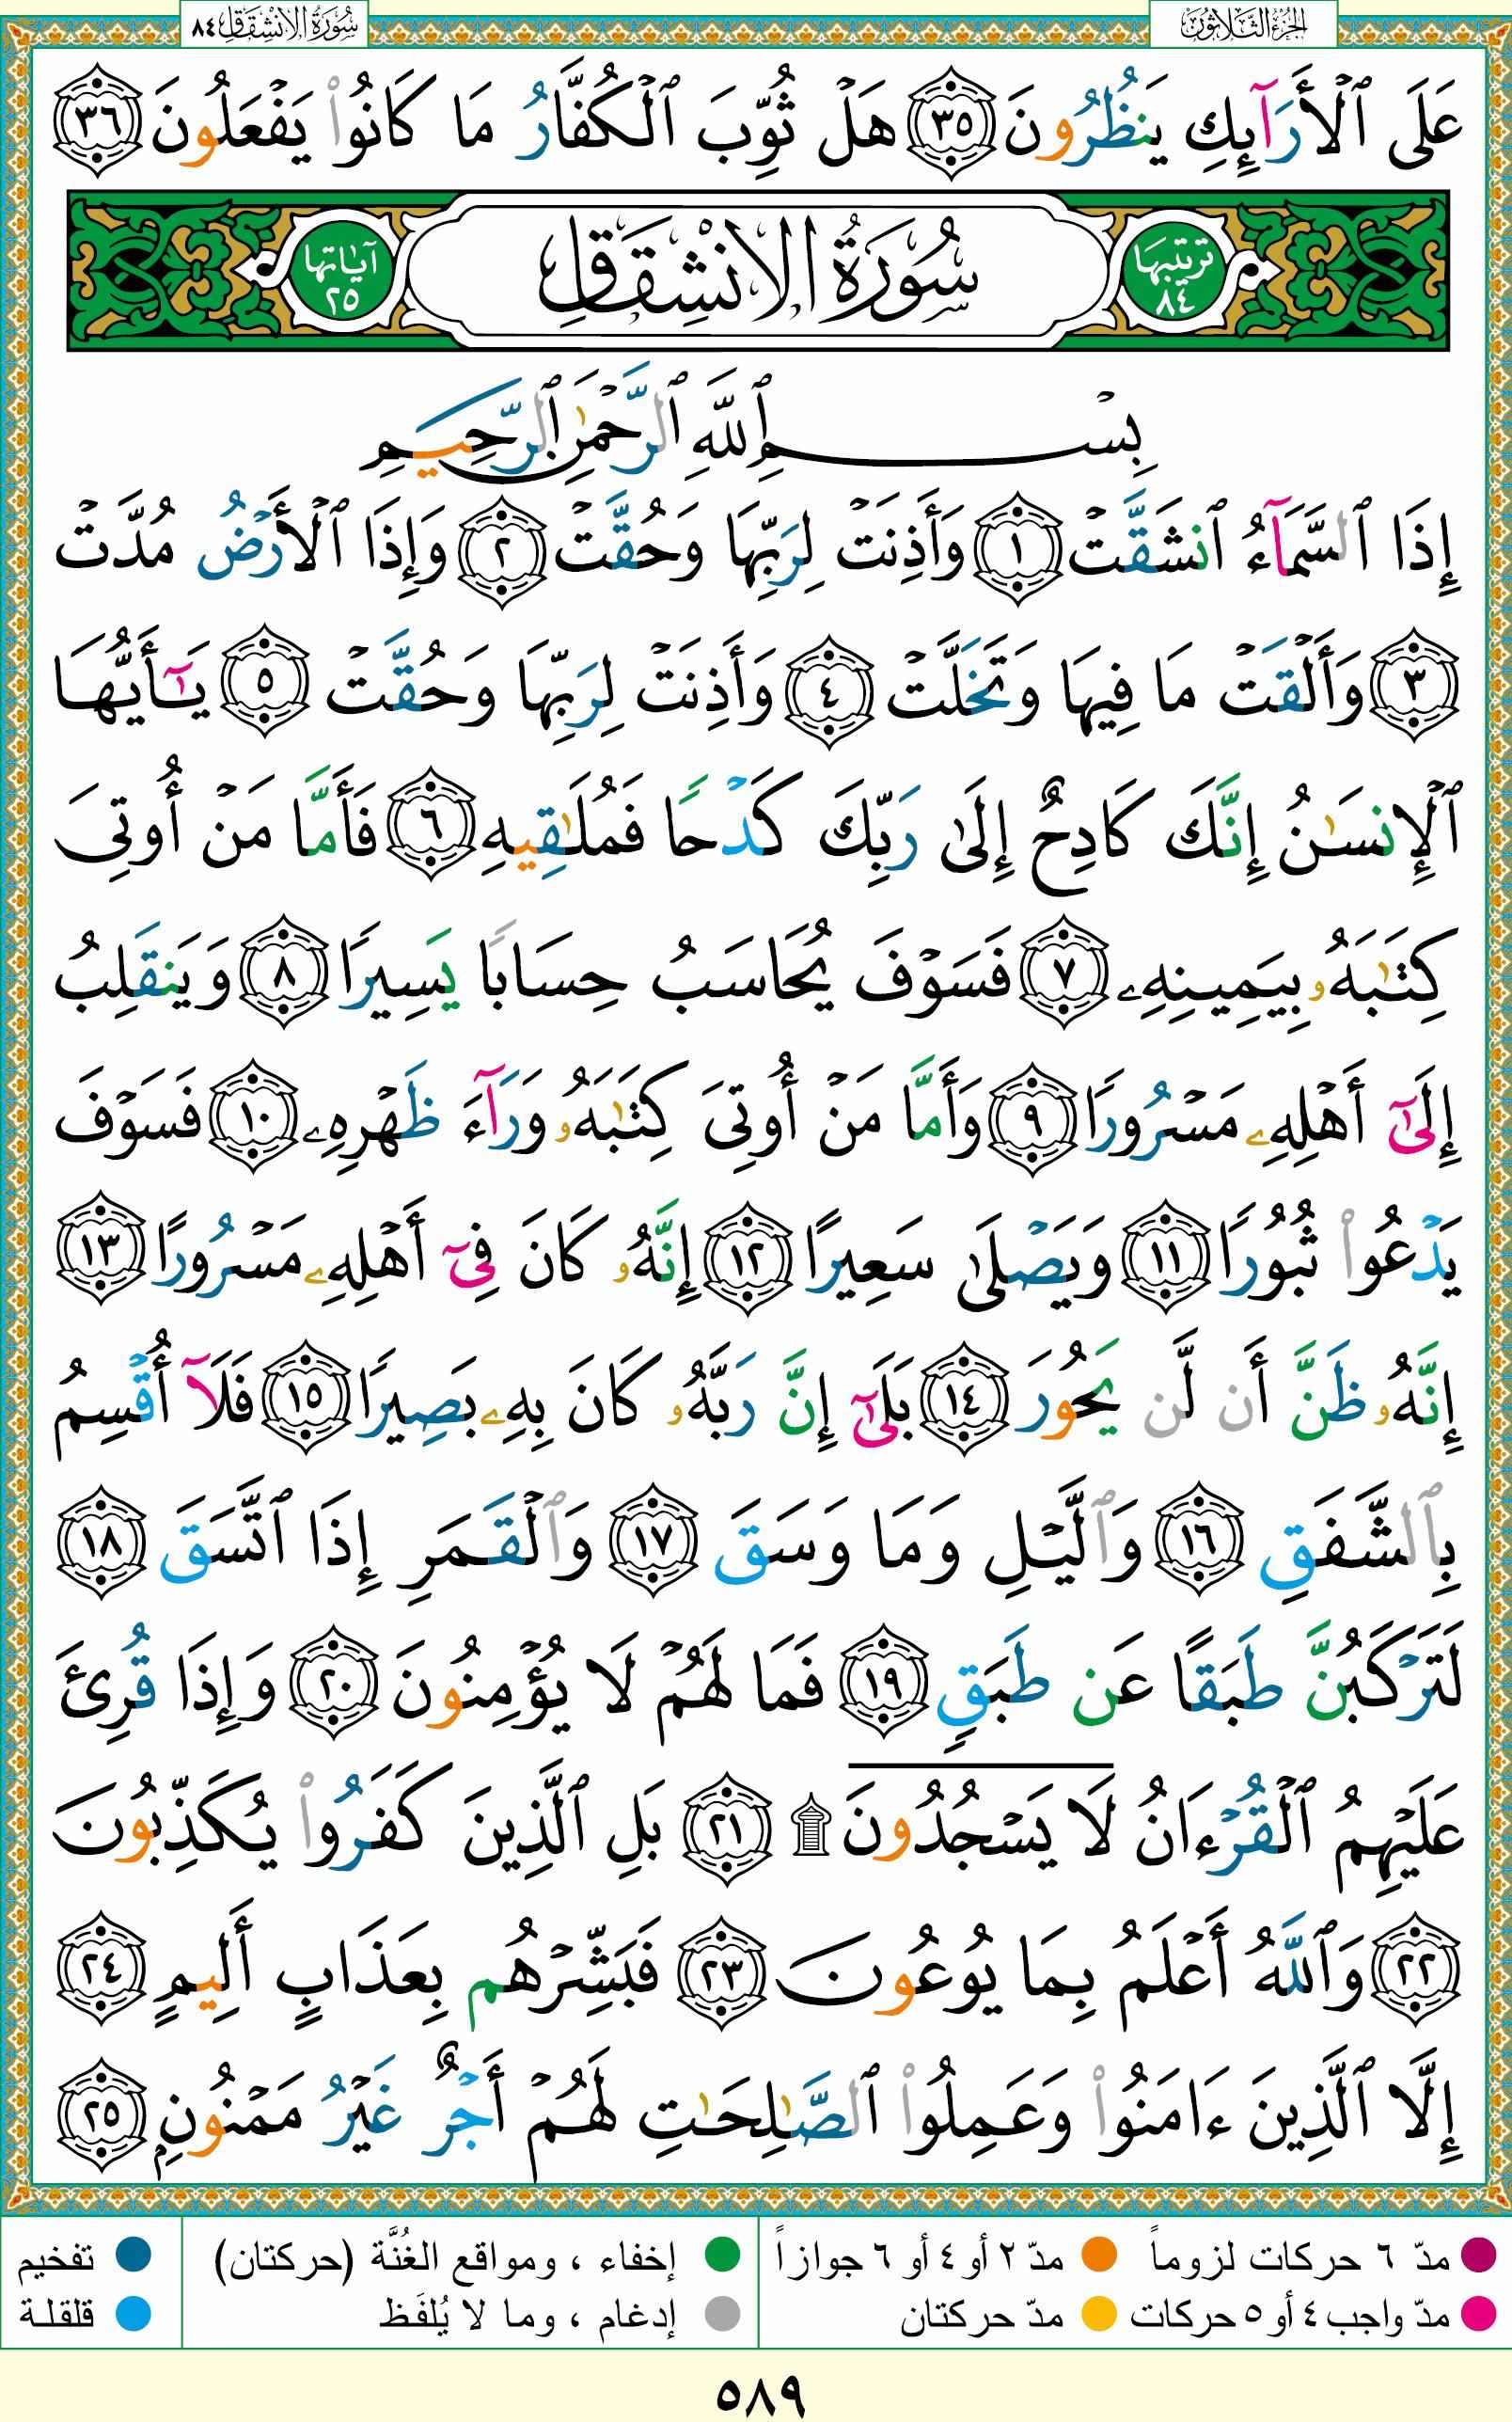 الجزء الثلاثون
سُورَةُ الانْشِقَاقِ ٨٤
عَلَى ٱلْأَرَآئِكِ يَنظُرُونَ ٣٥ هَلْ ثُوِّبَ ٱلْكُفَّارُ مَا كَانُوا۟ يَفْعَلُونَ ٣٦
ترتيبها ٨٤
سُورَةُ الانْشِقَاقِ
آياتها ٢٥
بِسْمِ ٱللَّهِ ٱلرَّحْمَٰنِ ٱلرَّحِيمِ
إِذَا ٱلسَّمَآءُ ٱنشَقَّتْ ١ وَأَذِنَتْ لِرَبِّهَا وَحُقَّتْ ٢ وَإِذَا ٱلْأَرْضُ مُدَّتْ
٣ وَأَلْقَتْ مَا فِيهَا وَتَخَلَّتْ ٤ وَأَذِنَتْ لِرَبِّهَا وَحُقَّتْ ٥ يَٰٓأَيُّهَا
ٱلْإِنسَٰنُ إِنَّكَ كَادِحٌ إِلَىٰ رَبِّكَ كَدْحًا فَمُلَٰقِيهِ ٦ فَأَمَّا مَنْ أُوتِىَ
كِتَٰبَهُۥ بِيَمِينِهِۦ ٧ فَسَوْفَ يُحَاسَبُ حِسَابًا يَسِيرًا ٨ وَيَنقَلِبُ
إِلَىٰٓ أَهْلِهِۦ مَسْرُورًا ٩ وَأَمَّا مَنْ أُوتِىَ كِتَٰبَهُۥ وَرَآءَ ظَهْرِهِۦ ١٠ فَسَوْفَ
يَدْعُوا۟ ثُبُورًا ١١ وَيَصْلَىٰ سَعِيرًا ١٢ إِنَّهُۥ كَانَ فِىٓ أَهْلِهِۦ مَسْرُورًا ١٣
إِنَّهُۥ ظَنَّ أَن لَّن يَحُورَ ١٤ بَلَىٰٓ إِنَّ رَبَّهُۥ كَانَ بِهِۦ بَصِيرًا ١٥ فَلَآ أُقْسِمُ
بِٱلشَّفَقِ ١٦ وَٱلَّيْلِ وَمَا وَسَقَ ١٧ وَٱلْقَمَرِ إِذَا ٱتَّسَقَ ١٨
لَتَرْكَبُنَّ طَبَقًا عَن طَبَقٍ ١٩ فَمَا لَهُمْ لَا يُؤْمِنُونَ ٢٠ وَإِذَا قُرِئَ
عَلَيْهِمُ ٱلْقُرْءَانُ لَا يَسْجُدُونَ ۩ ٢١ بَلِ ٱلَّذِينَ كَفَرُوا۟ يُكَذِّبُونَ
٢٢ وَٱللَّهُ أَعْلَمُ بِمَا يُوعُونَ ٢٣ فَبَشِّرْهُم بِعَذَابٍ أَلِيمٍ ٢٤
إِلَّا ٱلَّذِينَ ءَامَنُوا۟ وَعَمِلُوا۟ ٱلصَّٰلِحَٰتِ لَهُمْ أَجْرٌ غَيْرُ مَمْنُونٍۭ ٢٥
مدّ ٦ حركات لزوماً
مدّ ٢ أو ٤ أو ٦ جوازاً
إخفاء ، ومواقع الغُنَّة (حركتان)
تفخيم
مدّ واجب ٤ أو ٥ حركات
مدّ حركتان
إدغام ، وما لا يُلفَظ
قلقلة
٥٨٩